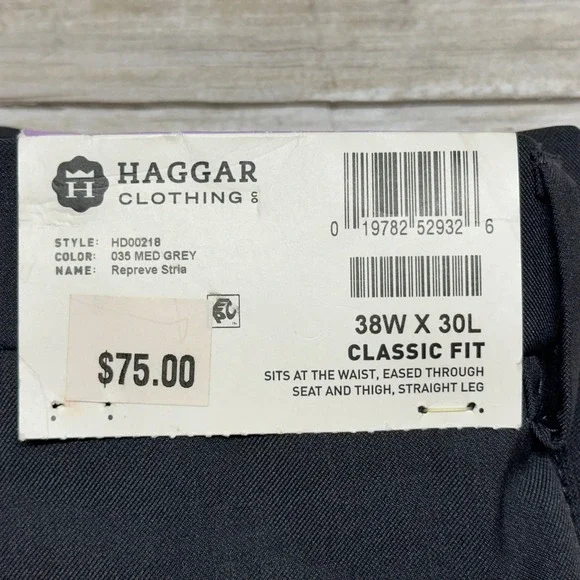 H HAGGAR
CLOTHING CO
STYLE: HD00218
COLOR: 035 MED GREY
NAME: Repreve Stria
$75.00
0 19782 52932 6
38W X 30L
CLASSIC FIT
SITS AT THE WAIST, EASED THROUGH
SEAT AND THIGH, STRAIGHT LEG